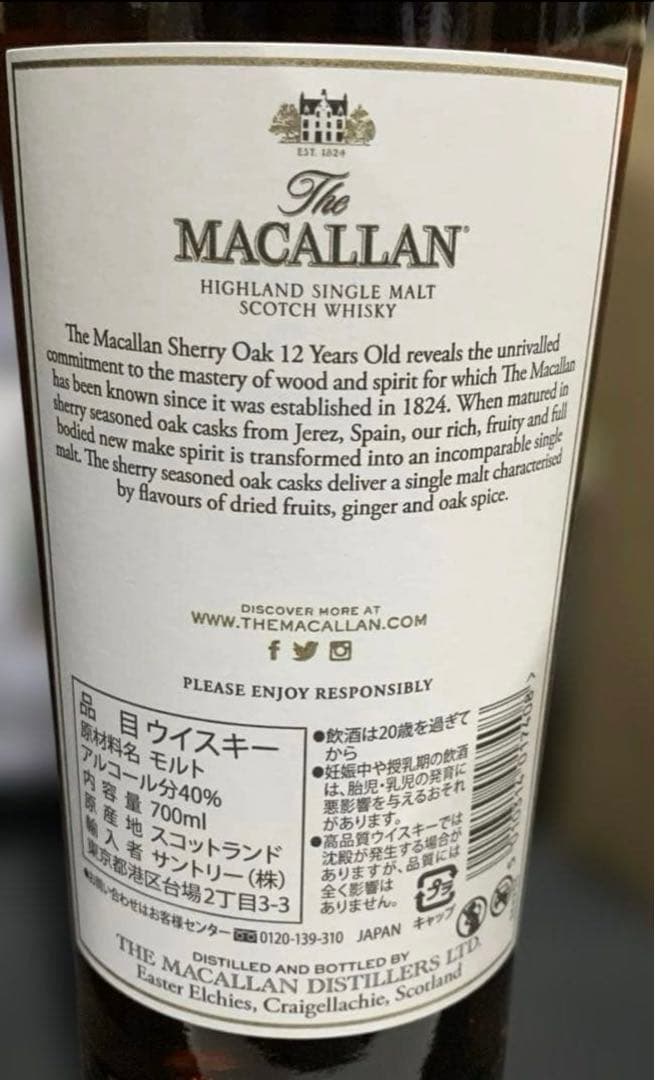 EST. 1824
The
MACALLAN
HIGHLAND SINGLE MALT
SCOTCH WHISKY
The Macallan Sherry Oak 12 Years Old reveals the unrivalled
commitment to the mastery of wood and spirit for which The Macallan
has been known since it was established in 1824. When matured in
sherry seasoned oak casks from Jerez, Spain, our rich, fruity and full
bodied new make spirit is transformed into an incomparable single
malt. The sherry seasoned oak casks deliver a single malt characterised
by flavours of dried fruits, ginger and oak spice.
DISCOVER MORE AT
WWW.THEMACALLAN.COM
PLEASE ENJOY RESPONSIBLY
品目 ウイスキー
原材料名 モルト
アルコール分40%
内容量 700ml
原産地 スコットランド
輸入者 サントリー(株)
東京都港区台場2丁目3-3
●飲酒は20歳を過ぎて
から
●妊娠中や授乳期の飲酒
は、胎児・乳児の発育に
悪影響を与えるおそれ
があります。
●高品質ウイスキーでは
沈殿が発生する場合が
ありますが、品質には
全く影響は
ありません。
プラ
キャップ
●お問い合わせはお客様センター 0120-139-310 JAPAN
DISTILLED AND BOTTLED BY
THE MACALLAN DISTILLERS LTD.
Easter Elchies, Craigellachie, Scotland